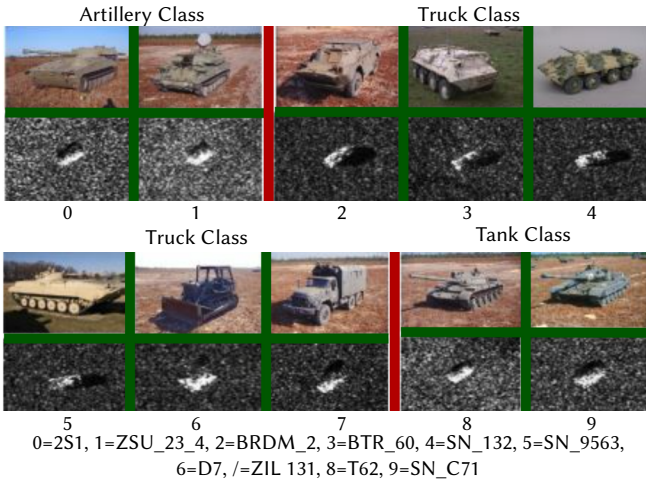 Artillery Class Truck Class
0 1 2 3 4
Truck Class Tank Class
5 6 7 8 9
0=2S1, 1=ZSU_23_4, 2=BRDM_2, 3=BTR_60, 4=SN_132, 5=SN_9563,
6=D7, /=ZIL 131, 8=T62, 9=SN_C71